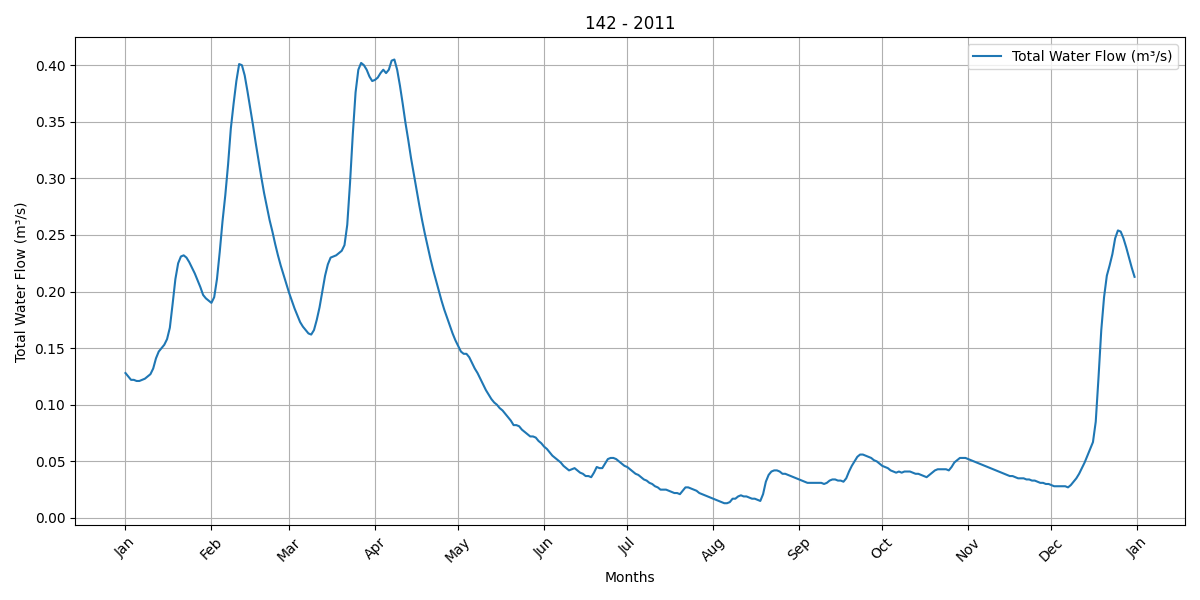 142 - 2011
Total Water Flow (m³/s)
Total Water Flow (m³/s)
0.40
0.35
0.30
0.25
0.20
0.15
0.10
0.05
0.00
Jan
Feb
Mar
Apr
May
Jun
Jul
Aug
Sep
Oct
Nov
Dec
Jan
Months